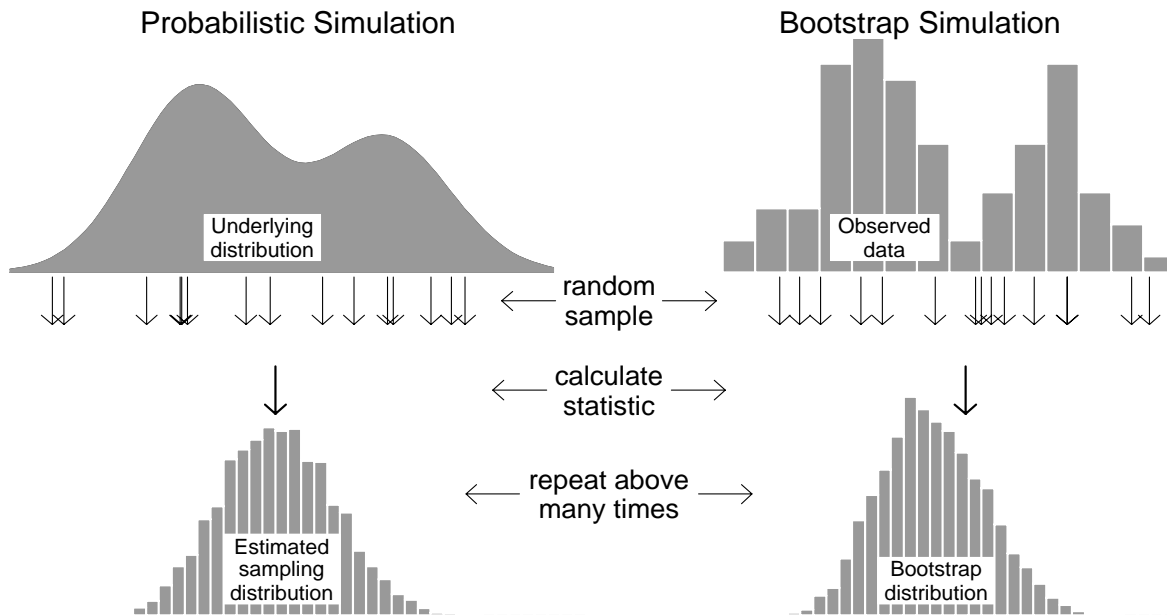 Probabilistic Simulation
Bootstrap Simulation
Underlying
distribution
Observed
data
random
sample
calculate
statistic
repeat above
many times
Estimated
sampling
distribution
Bootstrap
distribution